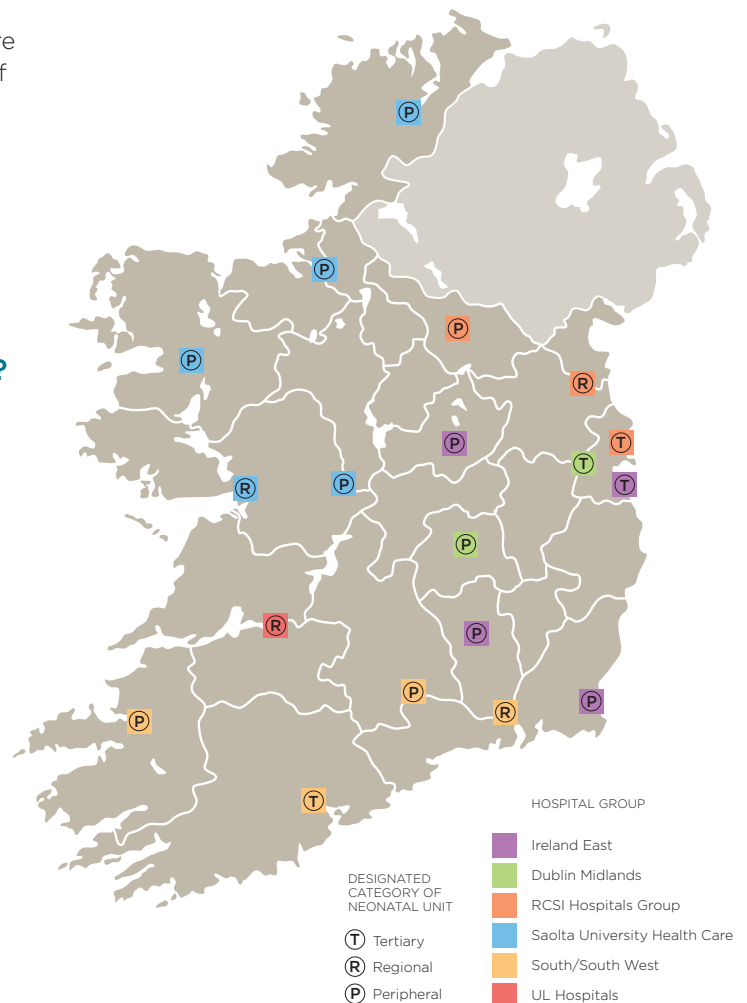 re
f
?
P
P
P
P
R
P
R
T
T
T
P
R
P
P
R
P
P
P
R
P
T
HOSPITAL GROUP
Ireland East
Dublin Midlands
RCSI Hospitals Group
Saolta University Health Care
South/South West
UL Hospitals
DESIGNATED
CATEGORY OF
NEONATAL UNIT
T Tertiary
R Regional
P Peripheral